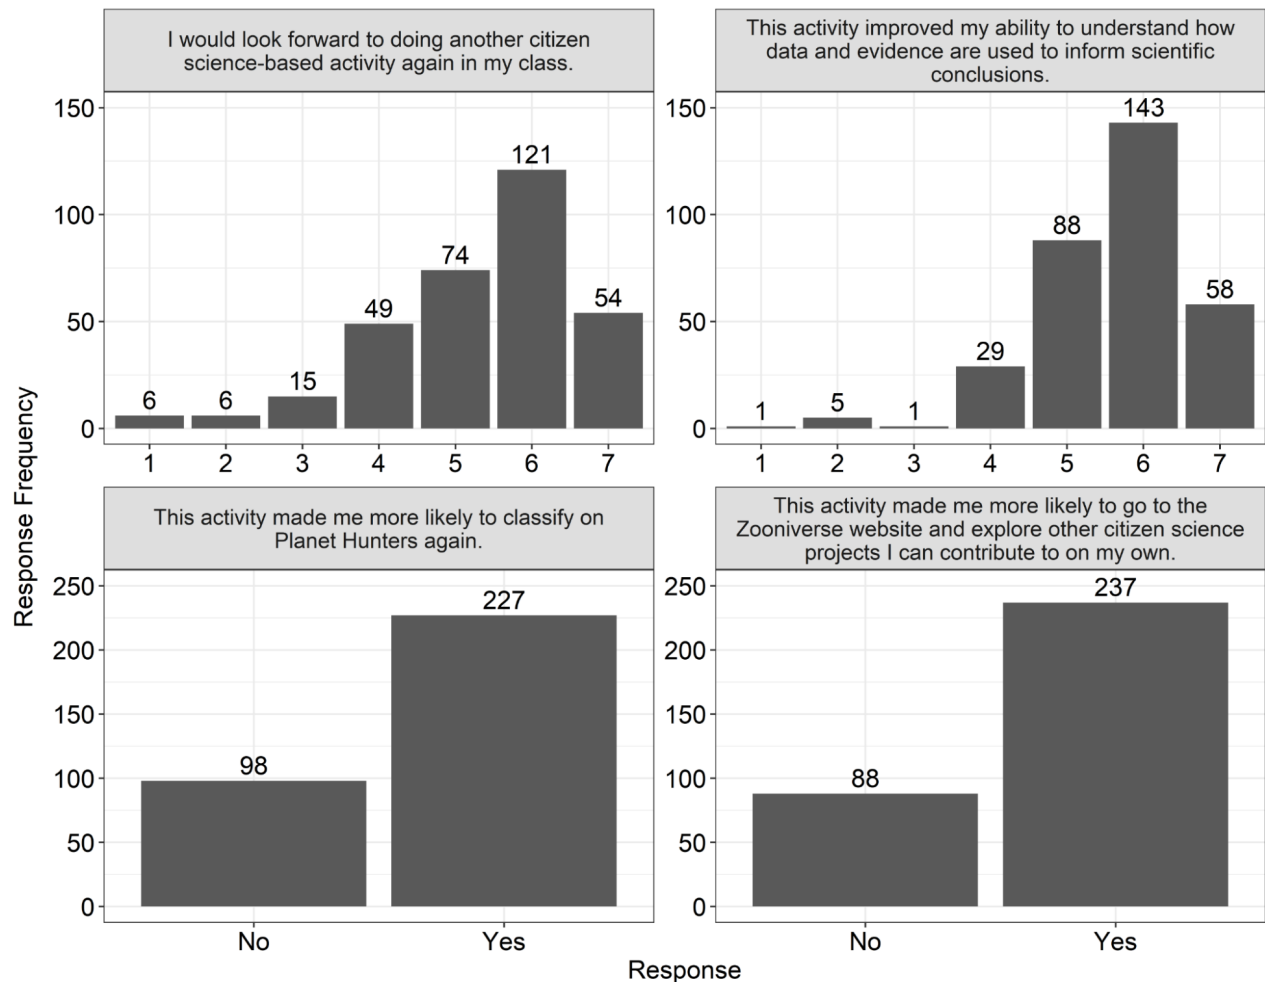 I would look forward to doing another citizen
science-based activity again in my class.
150
100
50
0
6
6
15
49
74
121
54
1 2 3 4 5 6 7
This activity improved my ability to understand how
data and evidence are used to inform scientific
conclusions.
150
100
50
0
1
5
1
29
88
143
58
1 2 3 4 5 6 7
Response Frequency
This activity made me more likely to classify on
Planet Hunters again.
250
200
150
100
50
0
98
227
No Yes
This activity made me more likely to go to the
Zooniverse website and explore other citizen science
projects I can contribute to on my own.
250
200
150
100
50
0
88
237
No Yes
Response